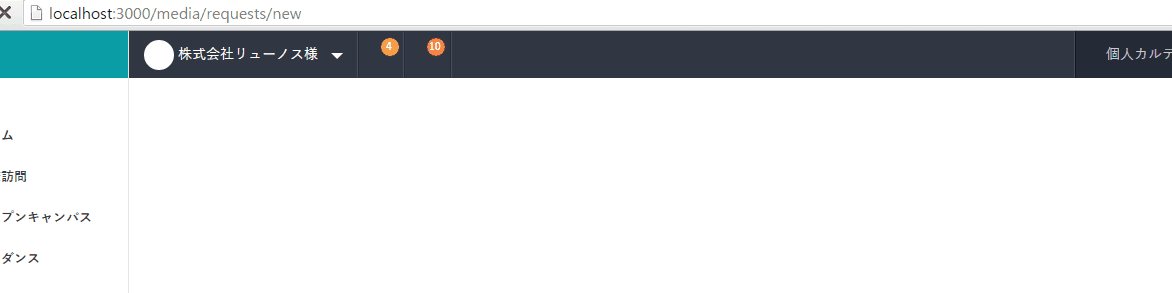 localhost:3000/media/requests/new
株式会社リューノス様
4
10
個人カルテ
ム
訪問
プンキャンパス
ダンス